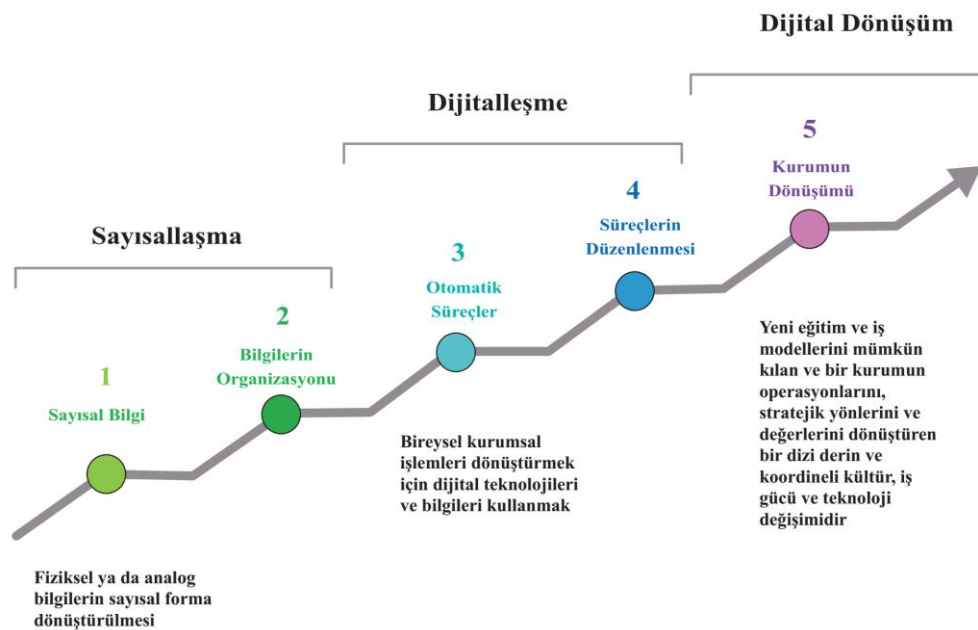 Sayısallaşma
1
Sayısal Bilgi
2
Bilgilerin
Organizasyonu
Fiziksel ya da analog
bilgilerin sayısal forma
dönüştürülmesi
Dijitalleşme
3
Otomatik
Süreçler
4
Süreçlerin
Düzenlenmesi
Bireysel kurumsal
işlemleri dönüştürmek
için dijital teknolojileri
ve bilgileri kullanmak
Dijital Dönüşüm
5
Kurumun
Dönüşümü
Yeni eğitim ve iş
modellerini mümkün
kılan ve bir kurumun
operasyonlarını,
stratejik yönlerini ve
değerlerini dönüştüren
bir dizi derin ve
koordineli kültür, iş
gücü ve teknoloji
değişimidir